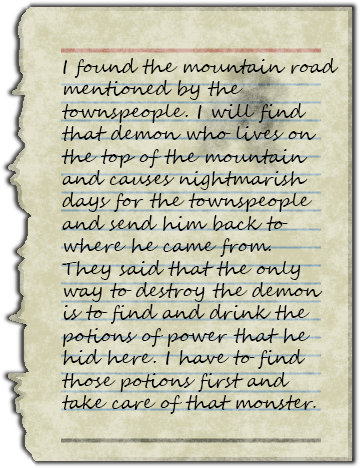 I found the mountain road
mentioned by the
townspeople. I will find
that demon who lives on
the top of the mountain
and causes nightmarish
days for the townspeople
and send him back to
where he came from.
They said that the only
way to destroy the demon
is to find and drink the
potions of power that he
hid here. I have to find
those potions first and
take care of that monster.